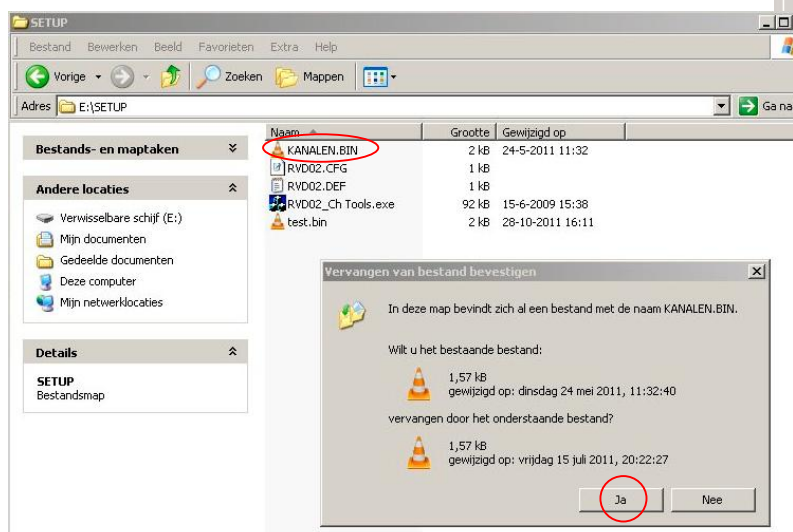 SETUP
Bestand Bewerken Beeld Favorieten Extra Help
Vorige Zoeken Mappen
Adres E:\SETUP Ga na
Bestands- en maptaken
Andere locaties
Verwisselbare schijf (E:)
Mijn documenten
Gedeelde documenten
Deze computer
Mijn netwerklocaties
Details
SETUP
Bestandsmap
Naam Grootte Gewijzigd op
KANALEN.BIN 2 kB 24-5-2011 11:32
RVD02.CFG 1 kB
RVD02.DEF 1 kB
RVD02_Ch Tools.exe 92 kB 15-6-2009 15:38
test.bin 2 kB 28-10-2011 16:11
Vervangen van bestand bevestigen
In deze map bevindt zich al een bestand met de naam KANALEN.BIN.
Wilt u het bestaande bestand:
1,57 kB
gewijzigd op: dinsdag 24 mei 2011, 11:32:40
vervangen door het onderstaande bestand?
1,57 kB
gewijzigd op: vrijdag 15 juli 2011, 20:22:27
Ja Nee